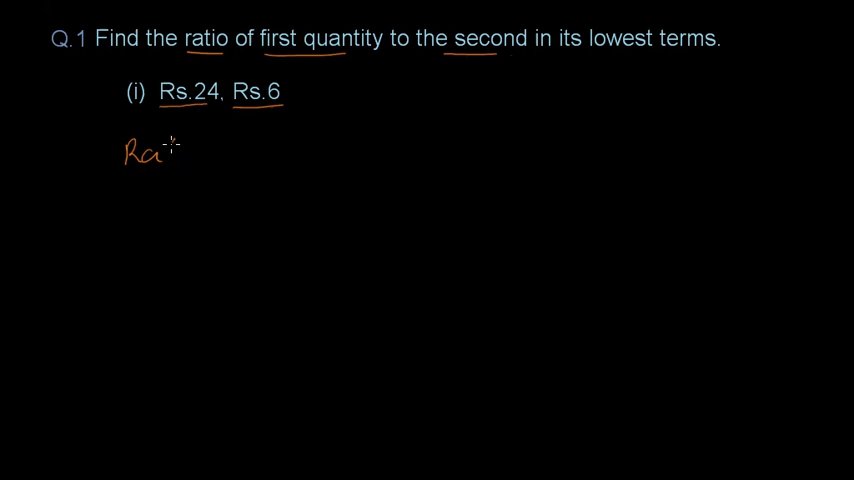 Q.1 Find the ratio of first quantity to the second in its lowest terms.
(i) Rs.24, Rs.6
Ra